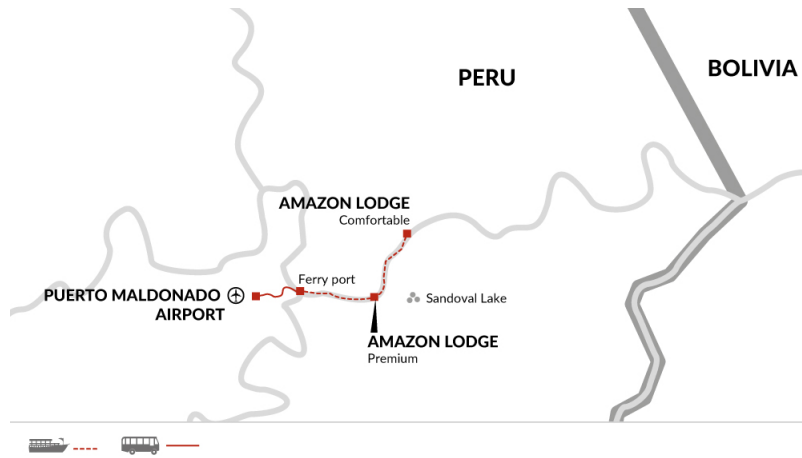 PERU
BOLIVIA
AMAZON LODGE
Comfortable
Ferry port
PUERTO MALDONADO
AIRPORT
Sandoval Lake
AMAZON LODGE
Premium